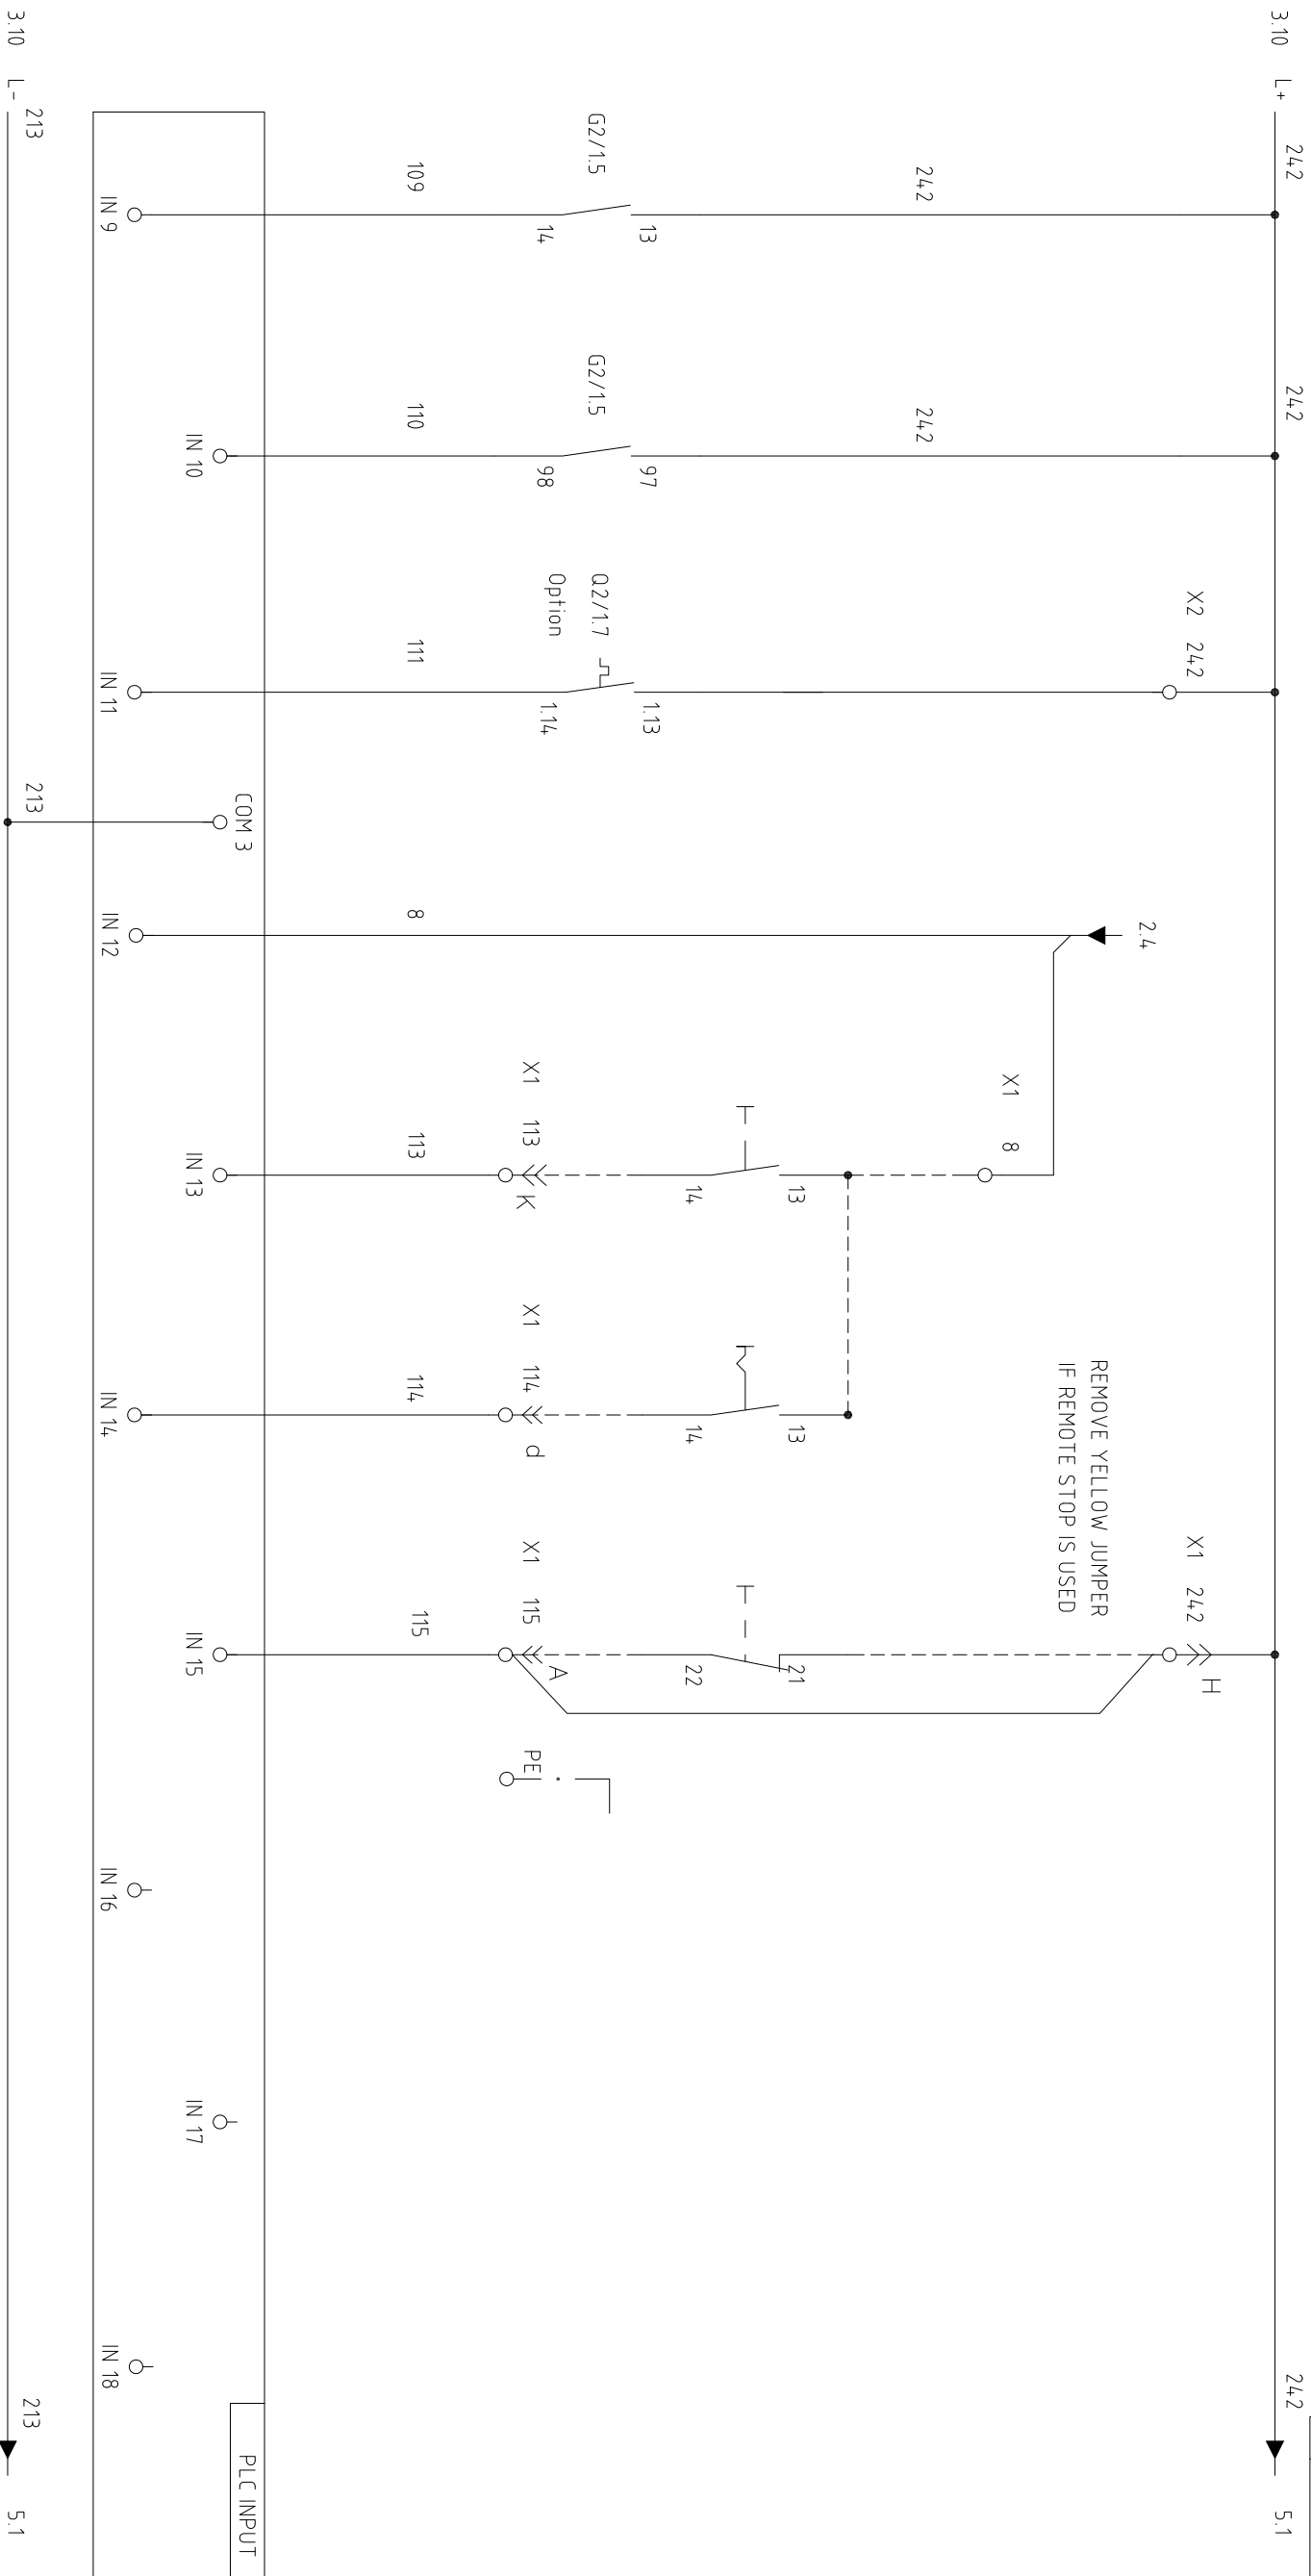 3.10 L+ 242 242 242 5.1
X2 242
X1 242 H
2.4
REMOVE YELLOW JUMPER
IF REMOTE STOP IS USED
X1 8
242 242
13 13 21
14 14 22
G2/1.5 13
14
G2/1.5 97
98
Q2/1.7 1.13
Option 1.14
X1 113 K
X1 114 d
X1 115 A
PE
109 110 111 8 113 114 115
COM 3
PLC INPUT
IN 10 IN 13 IN 15 IN 17
IN 9 IN 11 IN 12 IN 14 IN 16 IN 18
213 213 213
3.10 L- 5.1